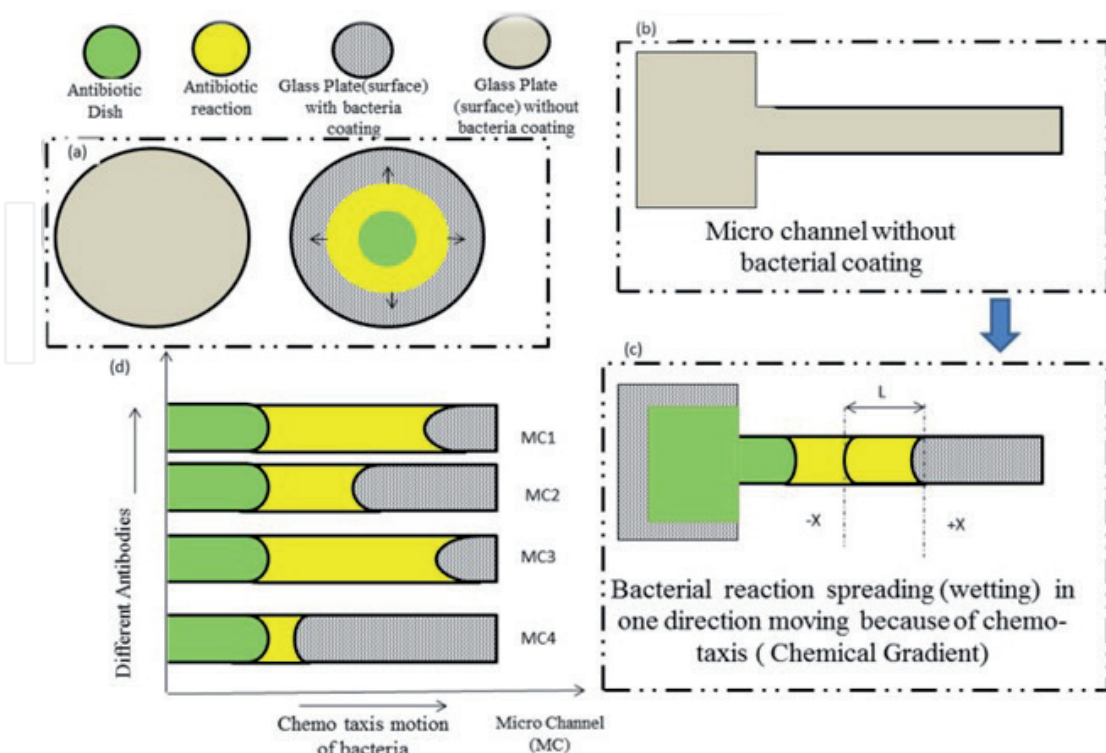 Antibiotic
Dish
Antibiotic
reaction
Glass Plate(surface)
with bacteria
coating
Glass Plate
(surface) without
bacteria coating
(a)
(b)
Micro channel without
bacterial coating
(c)
L
-X
+X
Bacterial reaction spreading (wetting) in
one direction moving because of chemo-
taxis ( Chemical Gradient)
(d)
Different Antibodies
MC1
MC2
MC3
MC4
Chemo taxis motion
of bacteria
Micro Channel
(MC)